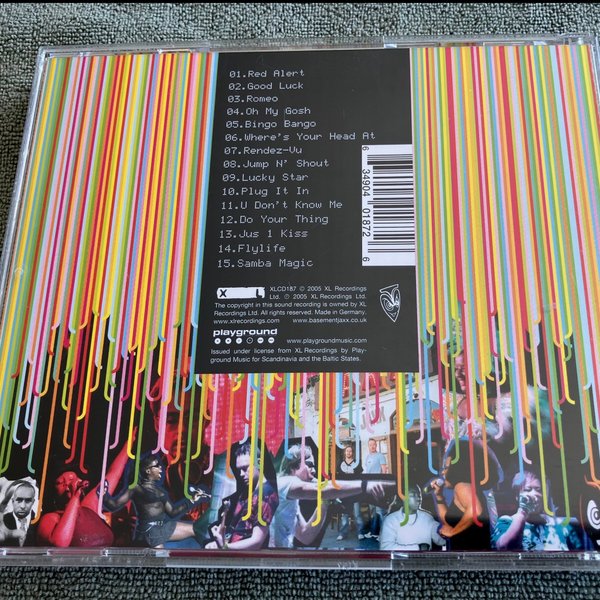 01.Red Alert
02.Good Luck
03.Romeo
04.Oh My Gosh
05.Bingo Bango
06.Where's Your Head At
07.Rendez-Vu
08.Jump N' Shout
09.Lucky Star
10.Plug It In
11.U Don't Know Me
12.Do Your Thing
13.Jus 1 Kiss
14.Flylife
15.Samba Magic
6 34904 01872 6
XL
XLCD187 ℗ 2005 XL Recordings
Ltd. © 2005 XL Recordings Ltd.
The copyright in this sound recording is owned by XL
Recordings Ltd. All rights reserved. Made in Germany.
www.xlrecordings.com www.basementjaxx.co.uk
playground
www.playgroundmusic.com
Issued under license from XL Recordings by Play-
ground Music for Scandinavia and the Baltic States.